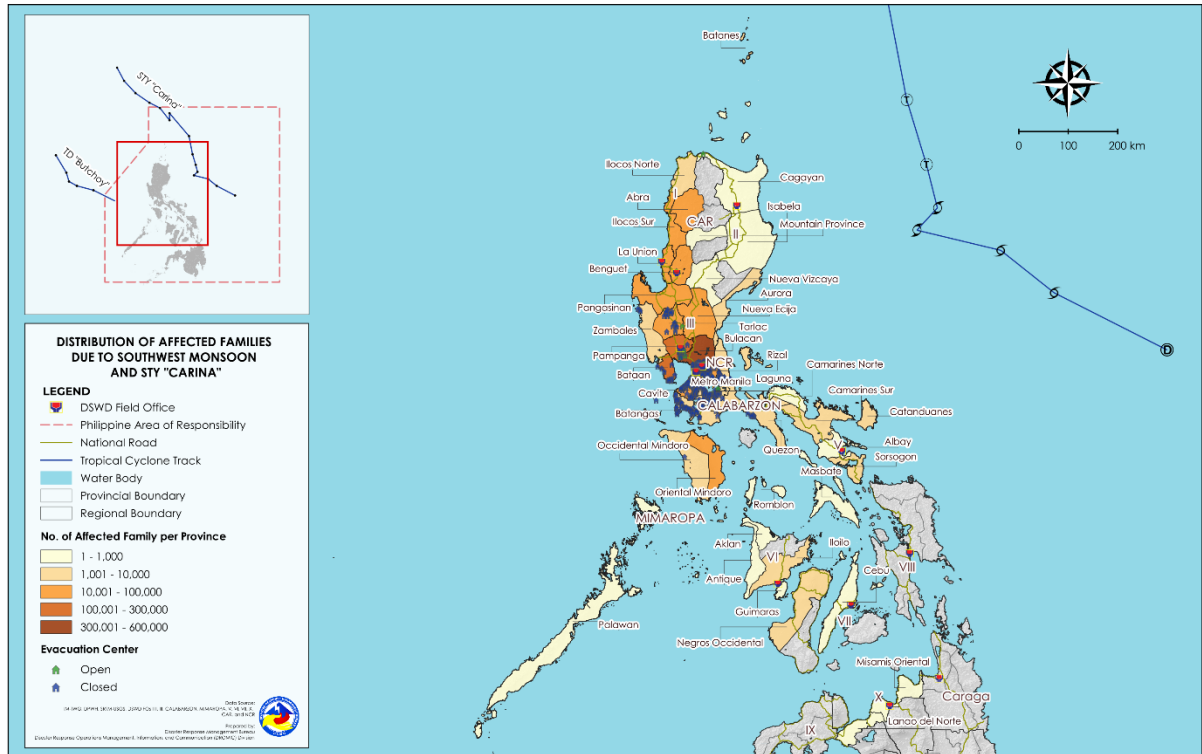 STY "Carina"
TD "Butchoy"
DISTRIBUTION OF AFFECTED FAMILIES
DUE TO SOUTHWEST MONSOON
AND STY "CARINA"
LEGEND
DSWD Field Office
Philippine Area of Responsibility
National Road
Tropical Cyclone Track
Water Body
Provincial Boundary
Regional Boundary
No. of Affected Family per Province
1 - 1,000
1,001 - 10,000
10,001 - 100,000
100,001 - 300,000
300,001 - 600,000
Evacuation Center
Open
Closed
Data Source:
CAR, and NCR
Prepared by:
Disaster Response Management Bureau
Batanes
0 100 200 km
T
T
D
Ilocos Norte
I
Cagayan
Abra
Isabela
Ilocos Sur
CAR
II
Mountain Province
La Union
Benguet
Nueva Vizcaya
Aurora
Pangasinan
Nueva Ecija
III
Tarlac
Zambales
Bulacan
Pampanga
NCR
Rizal
Bataan
Camarines Norte
Metro Manila
Laguna
Cavite
Camarines Sur
CALABARZON
Catanduanes
Batangas
Albay
V
Occidental Mindoro
Quezon
Sorsogon
Masbate
Oriental Mindoro
Romblon
MIMAROPA
Aklan
VI
Iloilo
VIII
Cebu
Antique
Guimaras
Palawan
VII
Negros Occidental
Misamis Oriental
X
Caraga
Lanao del Norte
IX